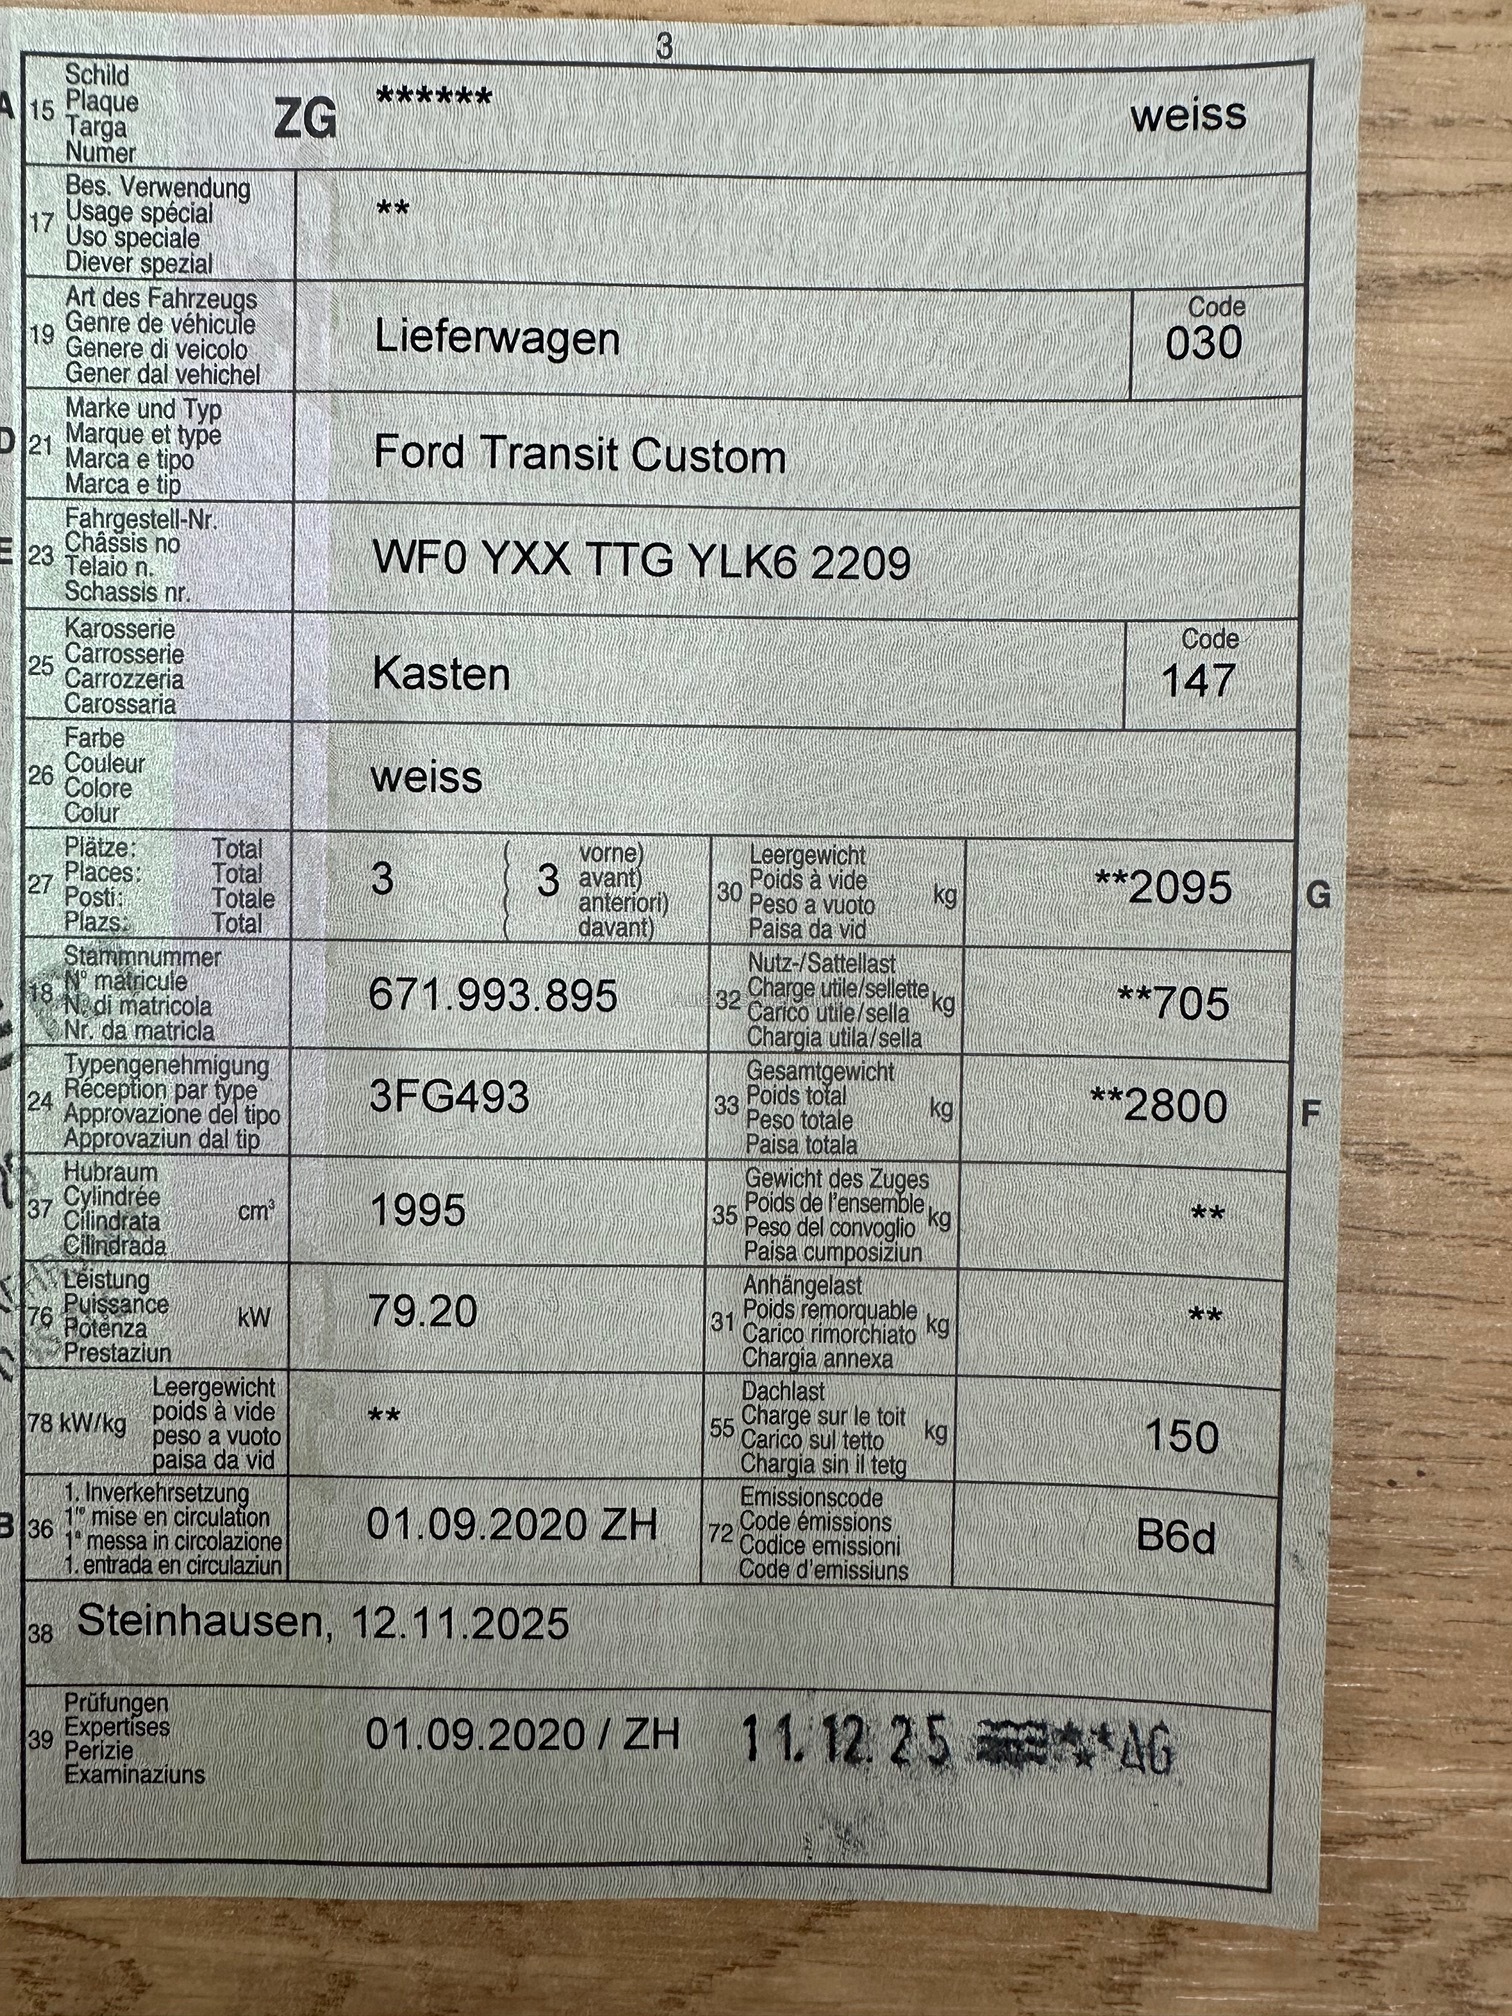 3
A 15 Schild
Plaque
Targa
Numer
ZG ****** weiss
17 Bes. Verwendung
Usage spécial
Uso speciale
Diever spezial
**
19 Art des Fahrzeugs
Genre de véhicule
Genere di veicolo
Gener dal vehichel
Lieferwagen
Code
030
D 21 Marke und Typ
Marque et type
Marca e tipo
Marca e tip
Ford Transit Custom
E 23 Fahrgestell-Nr.
Châssis no
Telaio n.
Schassis nr.
WF0 YXX TTG YLK6 2209
25 Karosserie
Carrosserie
Carrozzeria
Carossaria
Kasten
Code
147
26 Farbe
Couleur
Colore
Colur
weiss
27 Plätze: Total
Places: Total
Posti: Totale
Plazs: Total
3
( 3 vorne)
( avant)
( anteriori)
( davant)
30 Leergewicht
Poids à vide
Peso a vuoto
Paisa da vid
kg
**2095
G
18 Stammnummer
N° matricule
N. di matricola
Nr. da matricla
671.993.895
32 Nutz-/Sattellast
Charge utile/sellette
Carico utile/sella
Chargia utila/sella
kg
**705
24 Typengenehmigung
Réception par type
Approvazione del tipo
Approvaziun dal tip
3FG493
33 Gesamtgewicht
Poids total
Peso totale
Paisa totala
kg
**2800
F
37 Hubraum
Cylindrée
Cilindrata
Cilindrada
cm³
1995
35 Gewicht des Zuges
Poids de l'ensemble
Peso del convoglio
Paisa cumposiziun
kg
**
76 Leistung
Puissance
Potenza
Prestaziun
kW
79.20
31 Anhängelast
Poids remorquable
Carico rimorchiato
Chargia annexa
kg
**
78 kW/kg Leergewicht
poids à vide
peso a vuoto
paisa da vid
**
55 Dachlast
Charge sur le toit
Carico sul tetto
Chargia sin il tetg
kg
150
B 36 1. Inverkehrsetzung
1re mise en circulation
1a messa in circolazione
1. entrada en circulaziun
01.09.2020 ZH
72 Emissionscode
Code émissions
Codice emissioni
Code d'emissiuns
B6d
38 Steinhausen, 12.11.2025
39 Prüfungen
Expertises
Perizie
Examinaziuns
01.09.2020 / ZH 11.12.25 **AG